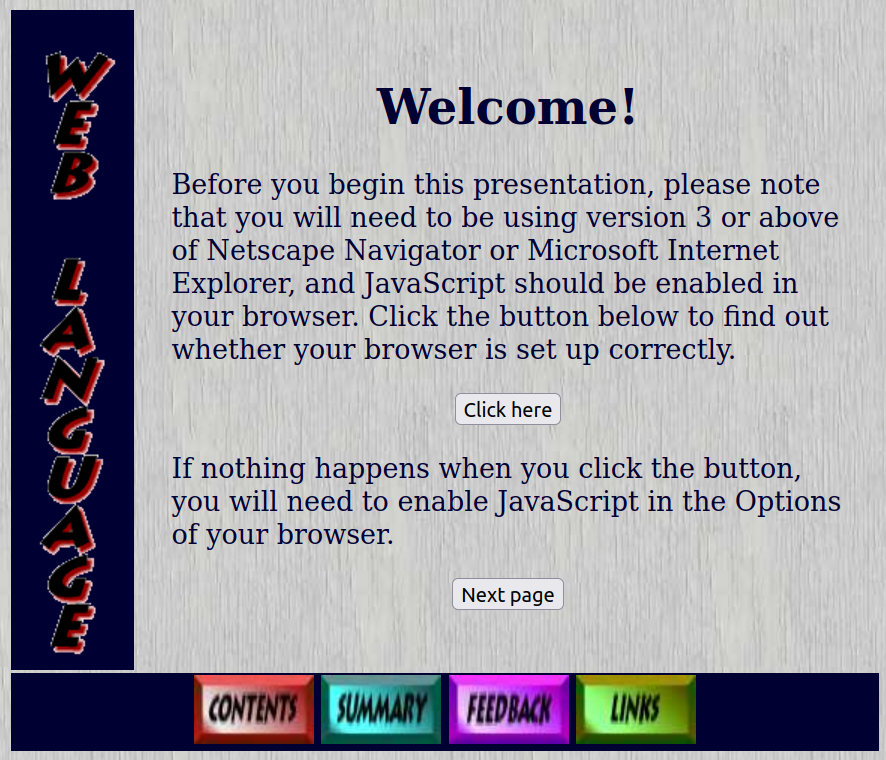 WEB LANGUAGE
Welcome!
Before you begin this presentation, please note
that you will need to be using version 3 or above
of Netscape Navigator or Microsoft Internet
Explorer, and JavaScript should be enabled in
your browser. Click the button below to find out
whether your browser is set up correctly.
Click here
If nothing happens when you click the button,
you will need to enable JavaScript in the Options
of your browser.
Next page
CONTENTS SUMMARY FEEDBACK LINKS